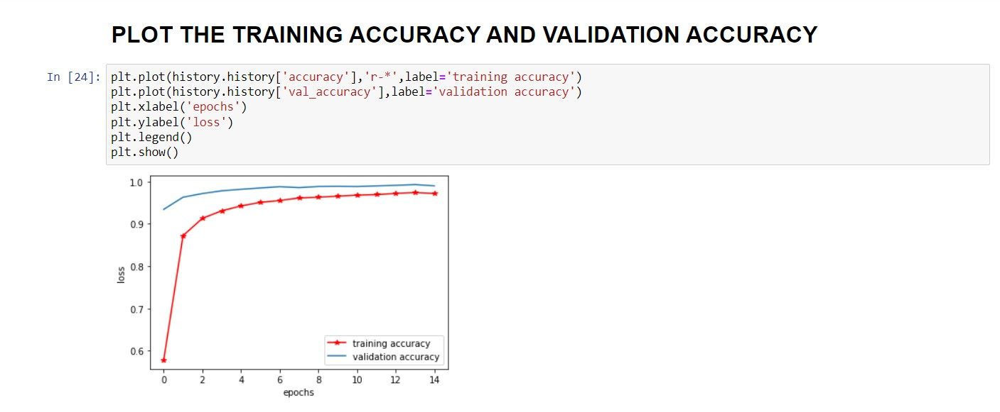 PLOT THE TRAINING ACCURACY AND VALIDATION ACCURACY
In [24]: plt.plot(history.history['accuracy'],'r-*',label='training accuracy')
plt.plot(history.history['val_accuracy'],label='validation accuracy')
plt.xlabel('epochs')
plt.ylabel('loss')
plt.legend()
plt.show()
1.0
0.9
0.8
0.7
0.6
loss
training accuracy
validation accuracy
0 2 4 6 8 10 12 14
epochs